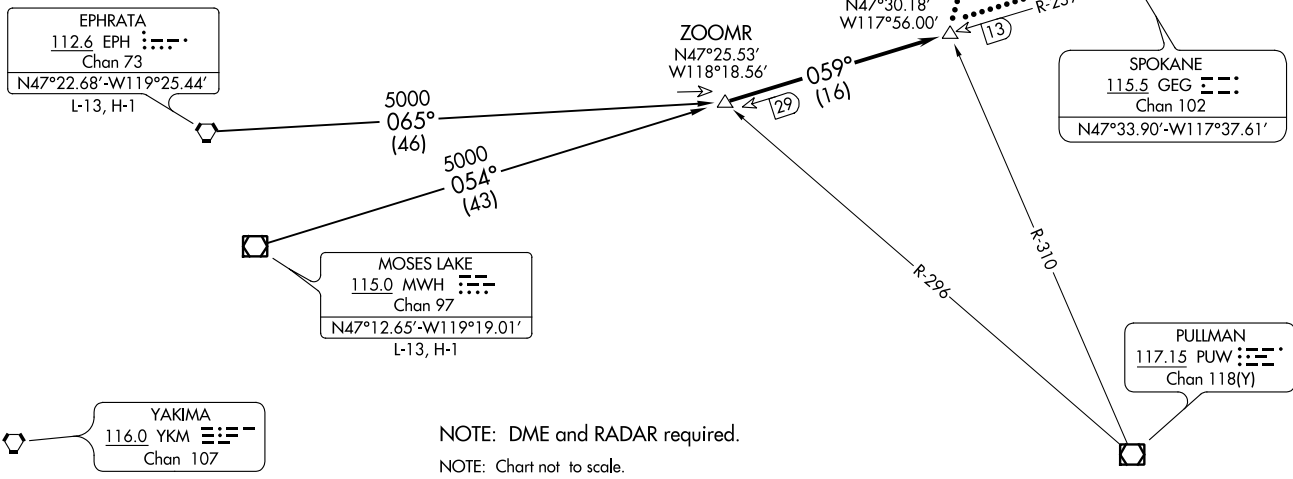 EPHRATA
112.6 EPH
Chan 73
N47°22.68'-W119°25.44'
L-13, H-1
N47°30.18'
W117°56.00'
13
ZOOMR
N47°25.53'
W118°18.56'
059°
(16)
29
SPOKANE
115.5 GEG
Chan 102
N47°33.90'-W117°37.61'
5000
065°
(46)
5000
054°
(43)
MOSES LAKE
115.0 MWH
Chan 97
N47°12.65'-W119°19.01'
L-13, H-1
R-296
R-310
PULLMAN
117.15 PUW
Chan 118(Y)
YAKIMA
116.0 YKM
Chan 107
NOTE: DME and RADAR required.
NOTE: Chart not to scale.